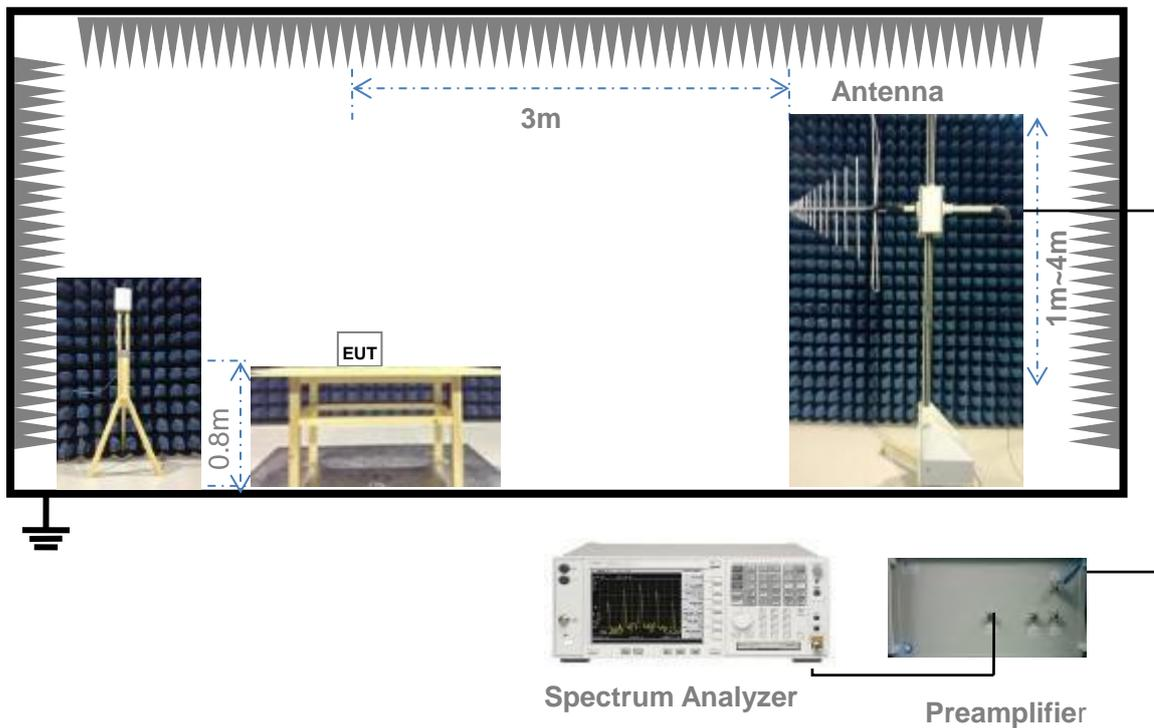 Antenna
3m
1m~4m
EUT
0.8m
Spectrum Analyzer
Preamplifier